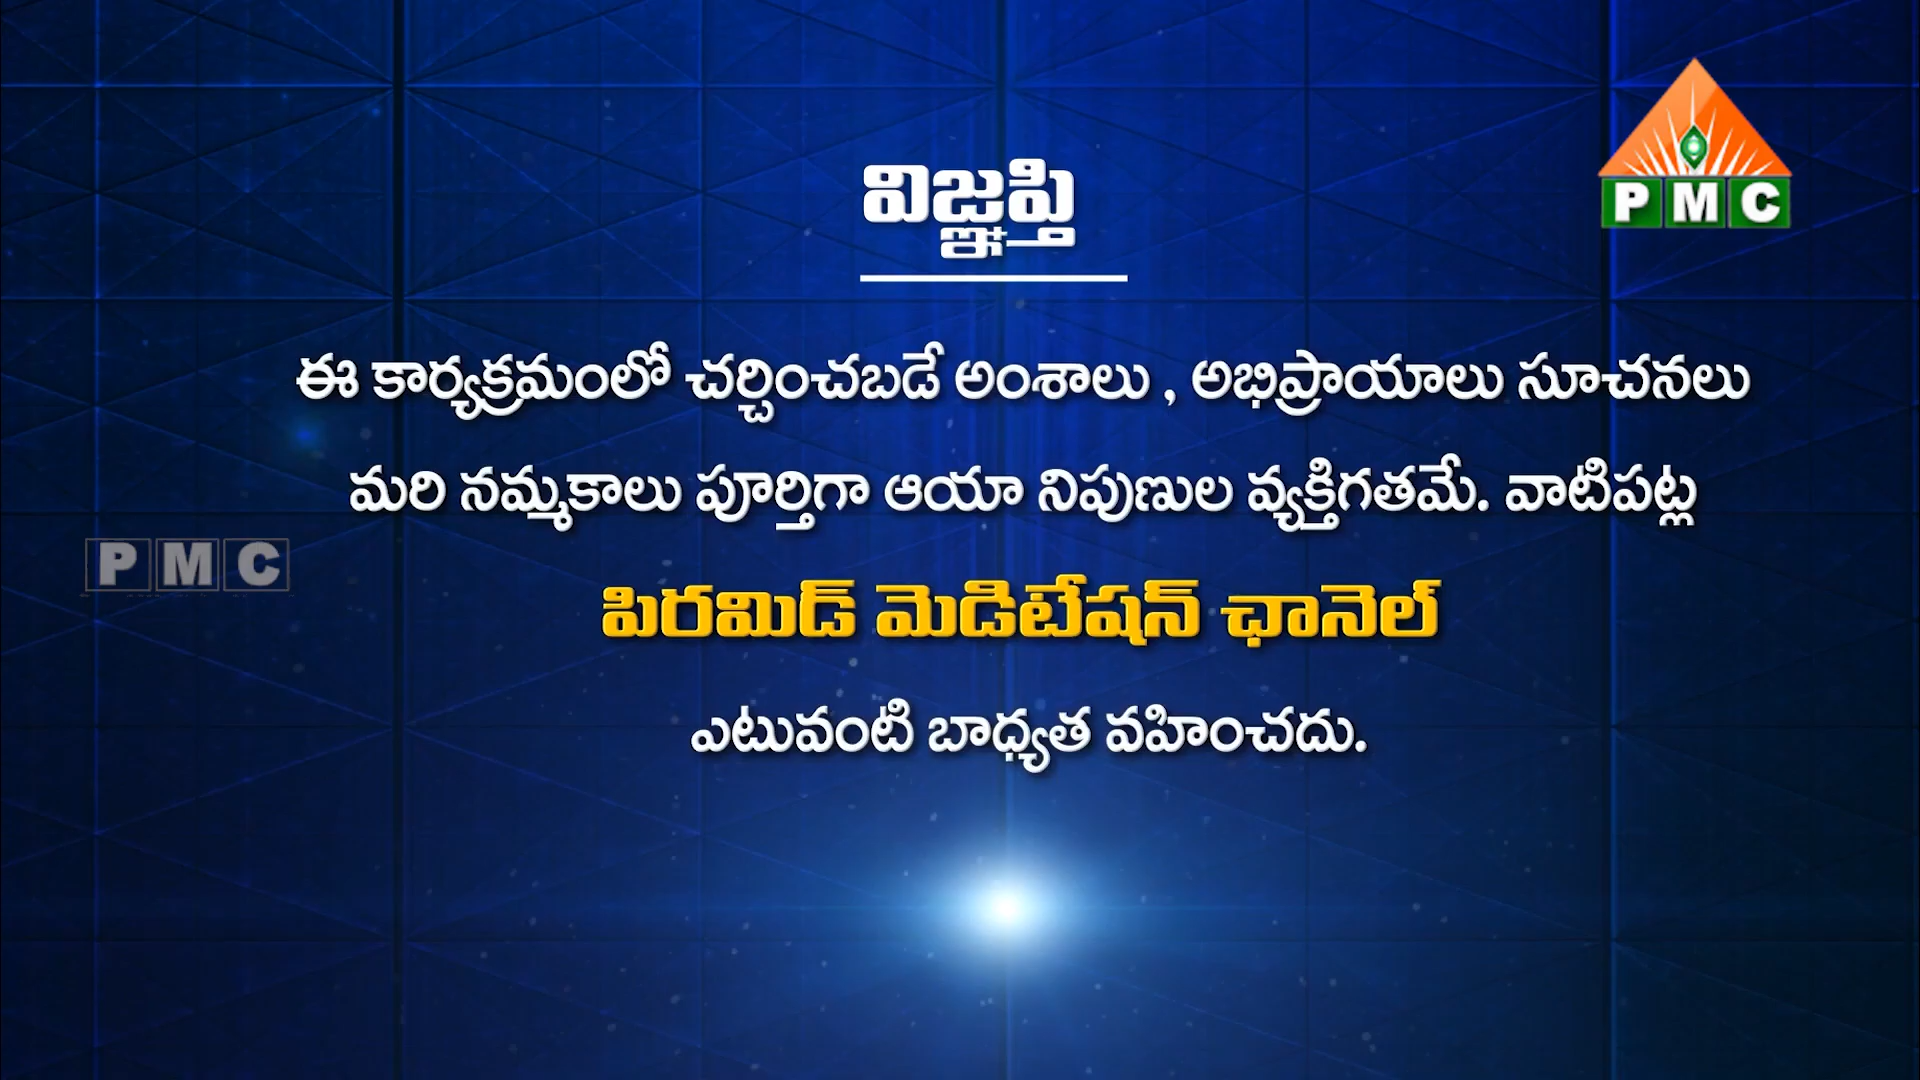 విజ్ఞప్తి
PMC
ఈ కార్యక్రమంలో చర్చించబడే అంశాలు , అభిప్రాయాలు సూచనలు
మరి నమ్మకాలు పూర్తిగా ఆయా నిపుణుల వ్యక్తిగతమే. వాటిపట్ల
PMC
పిరమిడ్ మెడిటేషన్ ఛానెల్
ఎటువంటి బాధ్యత వహించదు.